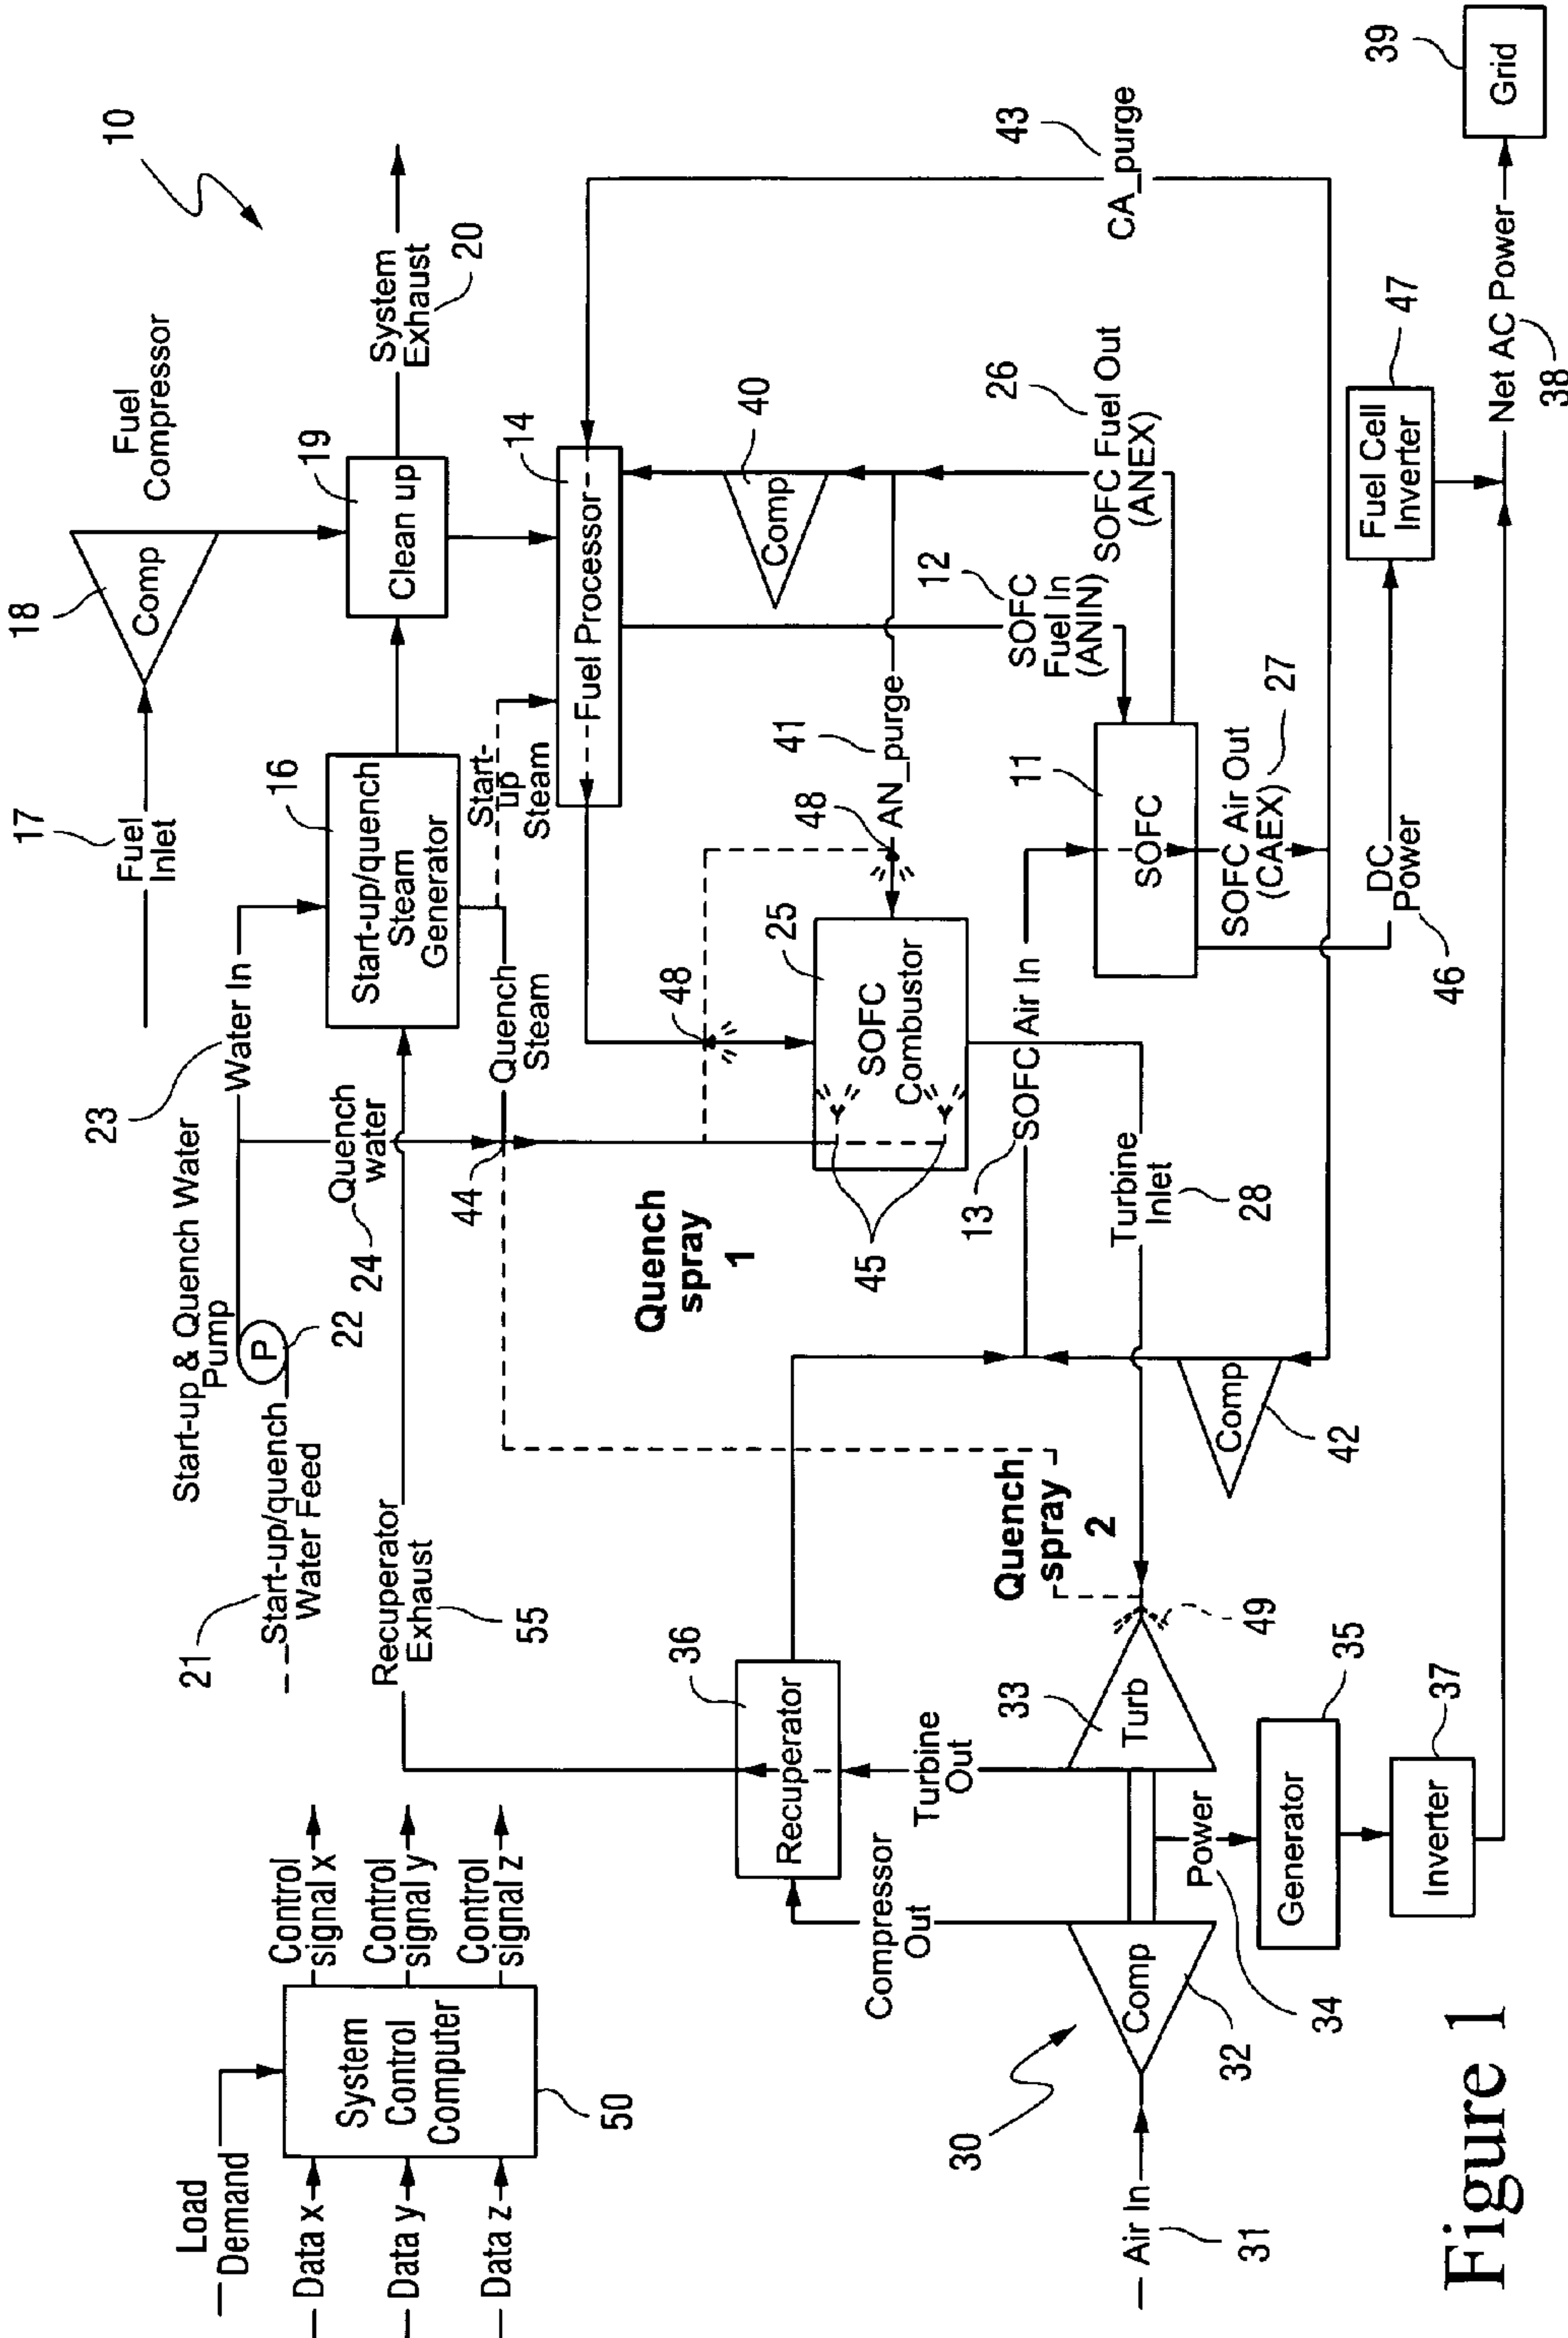 10
17
Fuel
Inlet
18
Comp
Fuel
Compressor
19
Clean up
System
Exhaust
20
Start-up & Quench Water
Pump
P
22
21
Start-up/quench
Water Feed
23
Water In
16
Start-up/quench
Steam
Generator
Quench
water
24
Quench
Steam
44
Start-
up
Steam
14
Fuel Processor
40
Comp
43
CA_purge
26
SOFC Fuel Out
(ANEX)
12
SOFC
Fuel In
(ANIN)
41
AN_purge
48
48
25
SOFC
Combustor
45
Quench
spray
1
Recuperator
Exhaust
55
13
SOFC Air In
11
SOFC
SOFC Air Out
(CAEX)
27
DC
Power
46
47
Fuel Cell
Inverter
Net AC Power
38
39
Grid
Turbine
Inlet
28
Comp
42
Quench
spray
2
49
36
Recuperator
33
Turb
Turbine
Out
Compressor
Out
Comp
32
30
Air In
31
Power
34
35
Generator
37
Inverter
Load
Demand
Data x
Data y
Data z
System
Control
Computer
50
Control
signal x
Control
signal y
Control
signal z
Figure 1